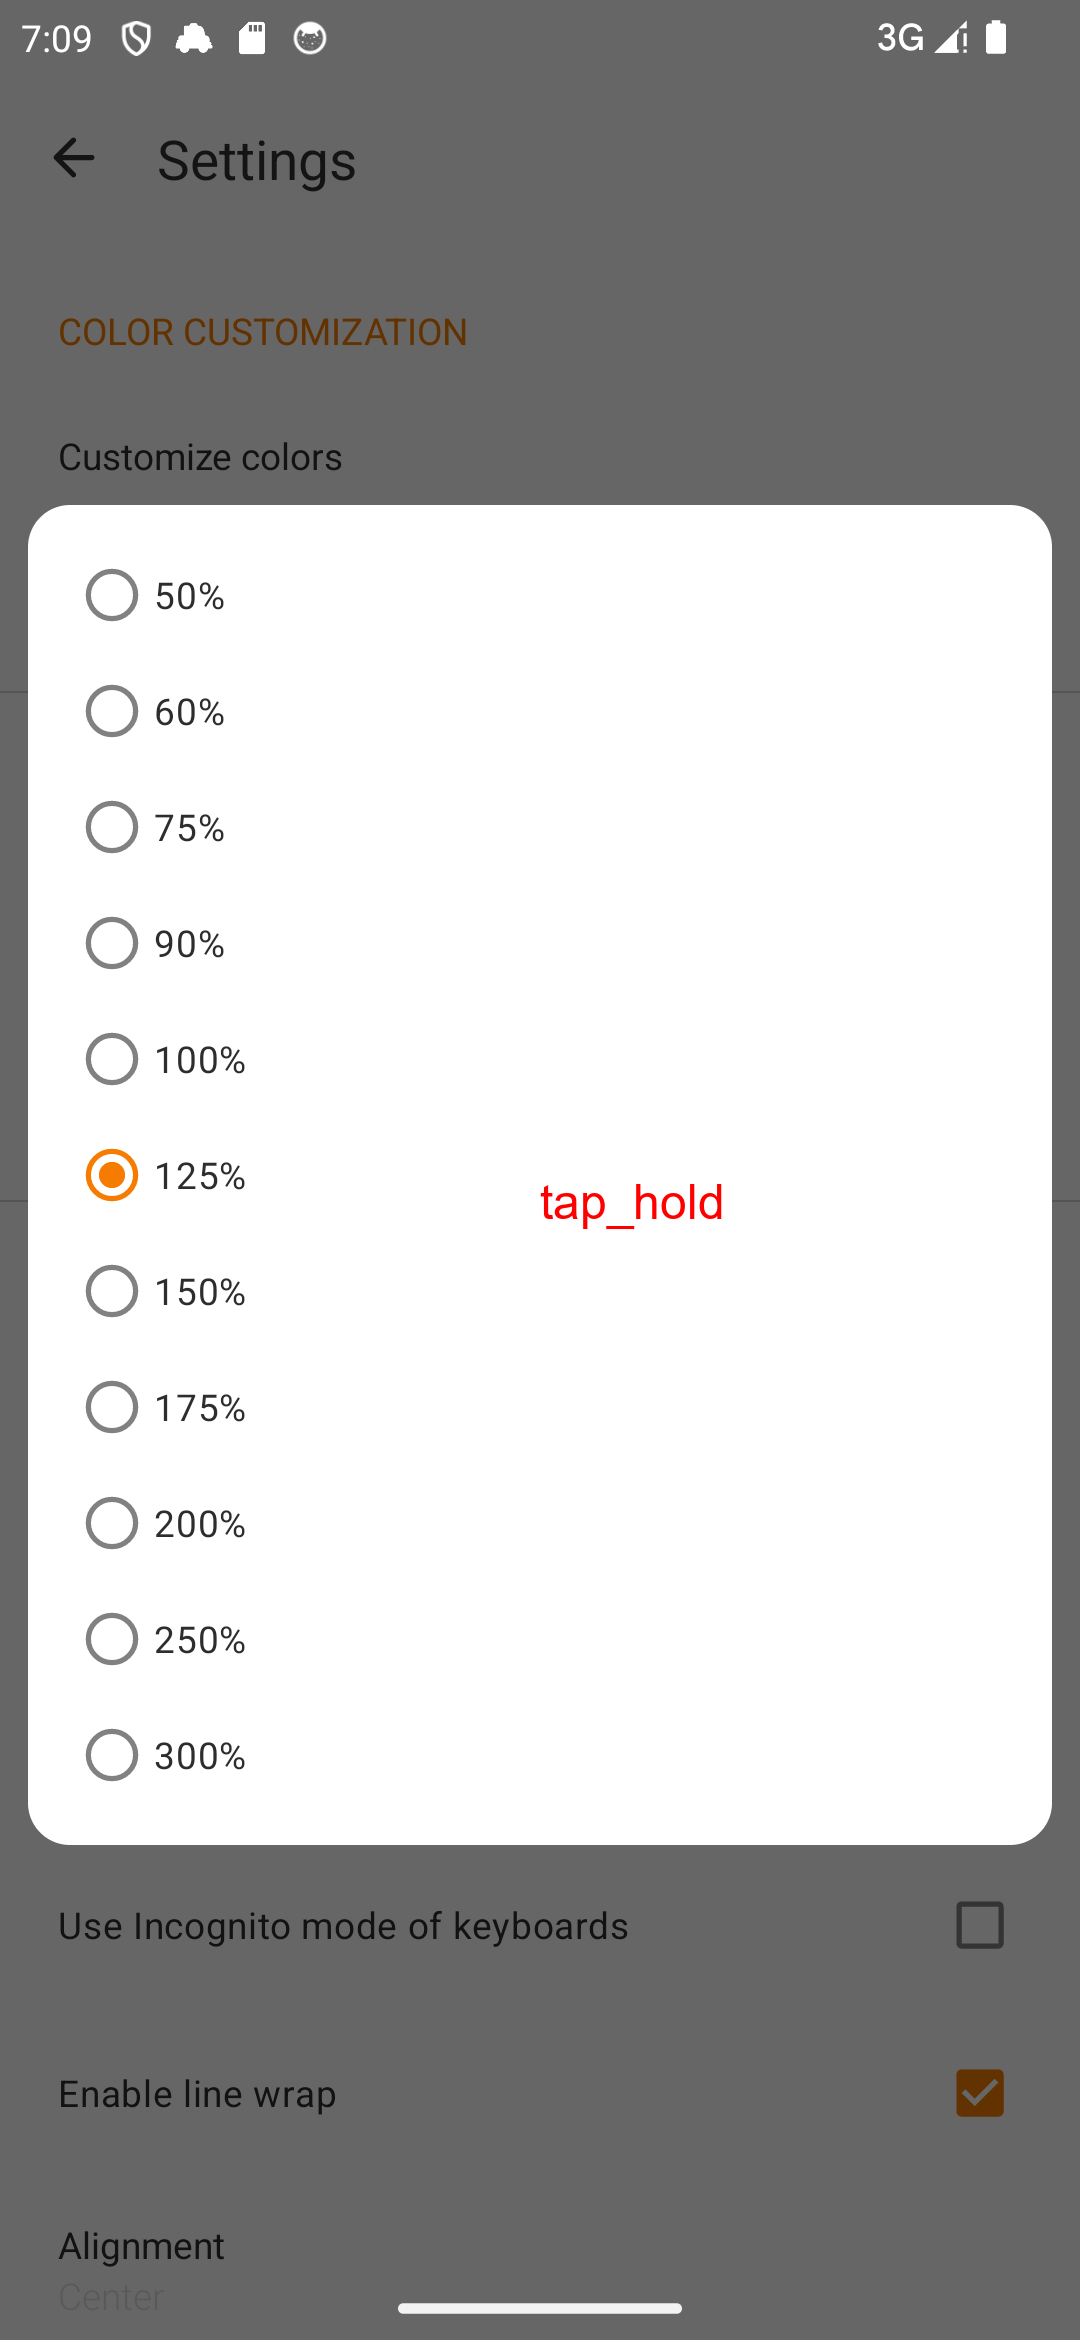 7:09
3G
Settings
COLOR CUSTOMIZATION
Customize colors
50%
60%
75%
90%
100%
125%
tap_hold
150%
175%
200%
250%
300%
Use Incognito mode of keyboards
Enable line wrap
Alignment
Center